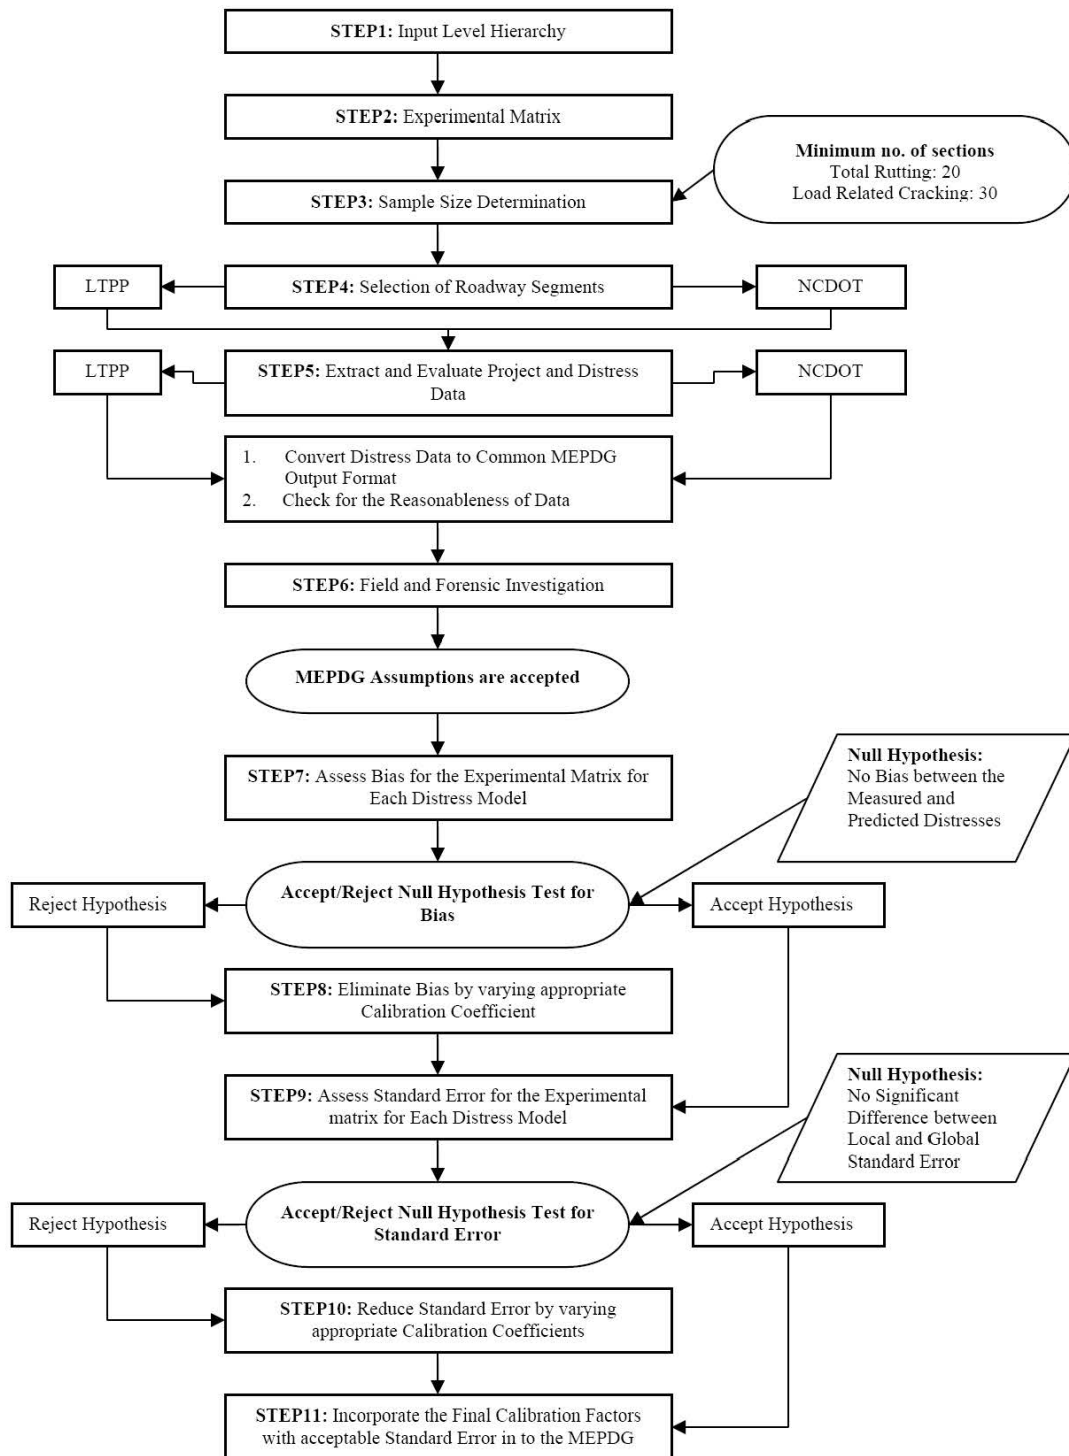 STEP1: Input Level Hierarchy
STEP2: Experimental Matrix
Minimum no. of sections
Total Rutting: 20
Load Related Cracking: 30
STEP3: Sample Size Determination
LTPP
STEP4: Selection of Roadway Segments
NCDOT
LTPP
STEP5: Extract and Evaluate Project and Distress
Data
NCDOT
1. Convert Distress Data to Common MEPDG
Output Format
2. Check for the Reasonableness of Data
STEP6: Field and Forensic Investigation
MEPDG Assumptions are accepted
STEP7: Assess Bias for the Experimental Matrix for
Each Distress Model
Null Hypothesis:
No Bias between the
Measured and
Predicted Distresses
Reject Hypothesis
Accept/Reject Null Hypothesis Test for
Bias
Accept Hypothesis
STEP8: Eliminate Bias by varying appropriate
Calibration Coefficient
STEP9: Assess Standard Error for the Experimental
matrix for Each Distress Model
Null Hypothesis:
No Significant
Difference between
Local and Global
Standard Error
Reject Hypothesis
Accept/Reject Null Hypothesis Test for
Standard Error
Accept Hypothesis
STEP10: Reduce Standard Error by varying
appropriate Calibration Coefficients
STEP11: Incorporate the Final Calibration Factors
with acceptable Standard Error in to the MEPDG